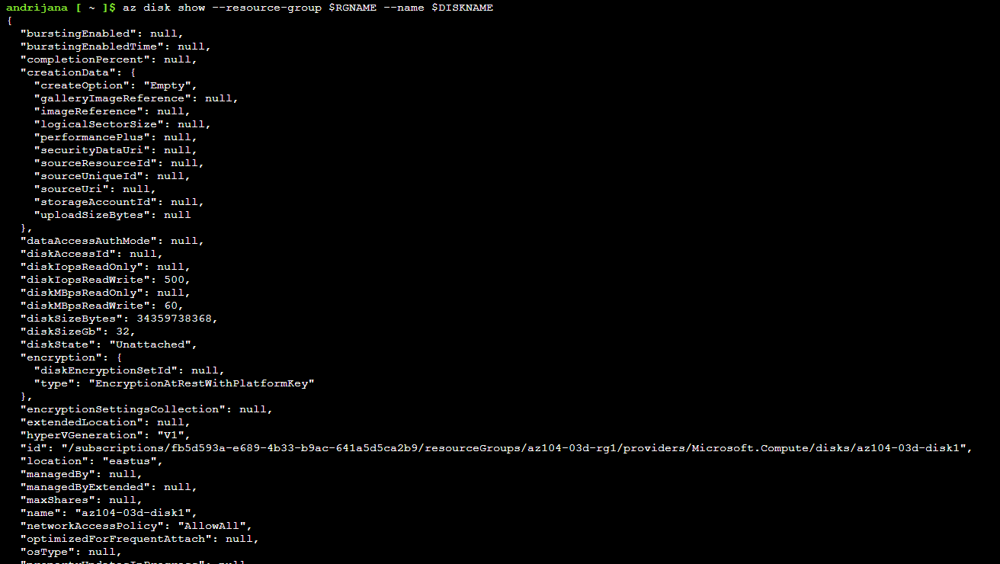 andrijana [ ~ ]$ az disk show --resource-group $RGNAME --name $DISKNAME
{
  "burstingEnabled": null,
  "burstingEnabledTime": null,
  "completionPercent": null,
  "creationData": {
    "createOption": "Empty",
    "galleryImageReference": null,
    "imageReference": null,
    "logicalSectorSize": null,
    "performancePlus": null,
    "securityDataUri": null,
    "sourceResourceId": null,
    "sourceUniqueId": null,
    "sourceUri": null,
    "storageAccountId": null,
    "uploadSizeBytes": null
  },
  "dataAccessAuthMode": null,
  "diskAccessId": null,
  "diskIopsReadOnly": null,
  "diskIopsReadWrite": 500,
  "diskMBpsReadOnly": null,
  "diskMBpsReadWrite": 60,
  "diskSizeBytes": 34359738368,
  "diskSizeGb": 32,
  "diskState": "Unattached",
  "encryption": {
    "diskEncryptionSetId": null,
    "type": "EncryptionAtRestWithPlatformKey"
  },
  "encryptionSettingsCollection": null,
  "extendedLocation": null,
  "hyperVGeneration": "V1",
  "id": "/subscriptions/fb5d593a-e689-4b33-b9ac-641a5d5ca2b9/resourceGroups/az104-03d-rg1/providers/Microsoft.Compute/disks/az104-03d-disk1",
  "location": "eastus",
  "managedBy": null,
  "managedByExtended": null,
  "maxShares": null,
  "name": "az104-03d-disk1",
  "networkAccessPolicy": "AllowAll",
  "optimizedForFrequentAttach": null,
  "osType": null,